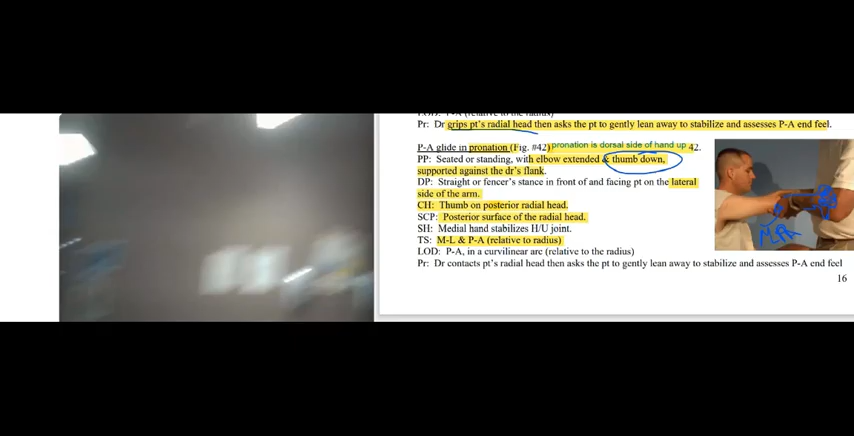 Pr: Dr grips pt's radial head then asks the pt to gently lean away to stabilize and assesses P-A end feel.
P-A glide in pronation (Fig. #42) pronation is dorsal side of hand up 42.
PP: Seated or standing, with elbow extended & thumb down,
supported against the dr's flank.
DP: Straight or fencer's stance in front of and facing pt on the lateral
side of the arm.
CH: Thumb on posterior radial head.
SCP: Posterior surface of the radial head.
SH: Medial hand stabilizes H/U joint.
TS: M-L & P-A (relative to radius)
LOD: P-A, in a curvilinear arc (relative to the radius)
Pr: Dr contacts pt's radial head then asks the pt to gently lean away to stabilize and assesses P-A end feel
16